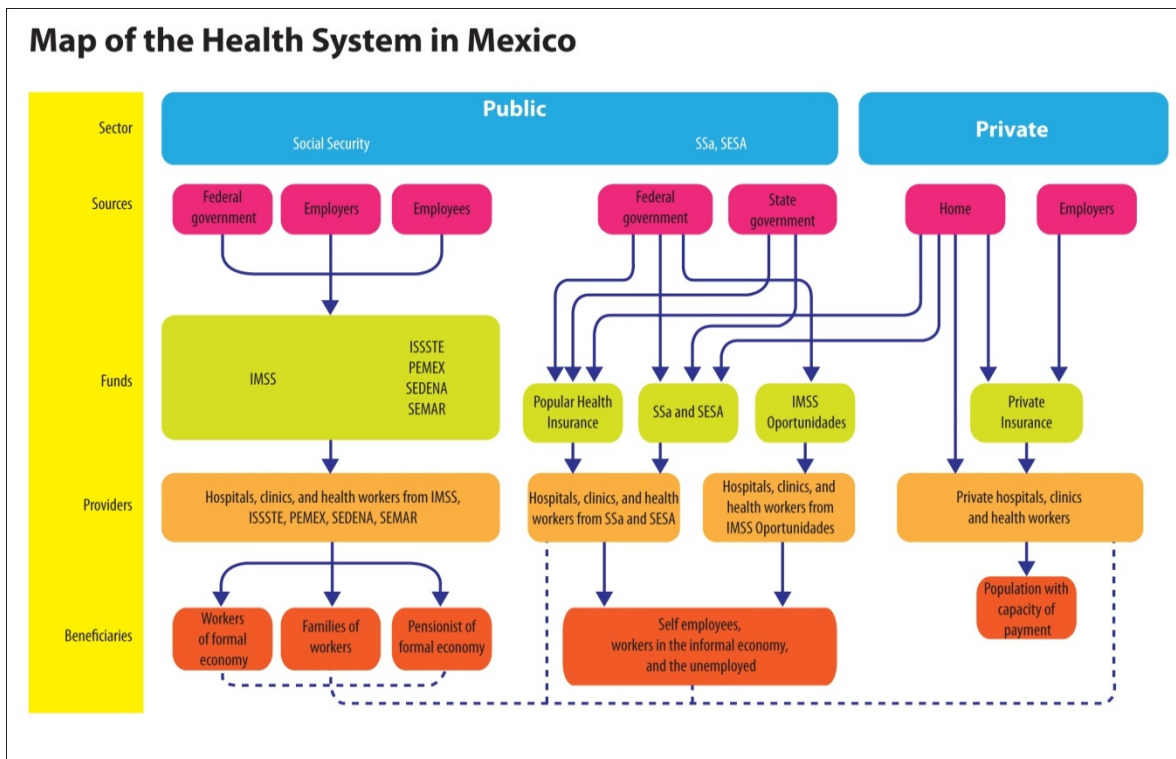 Map of the Health System in Mexico
Sector
Public
Social Security
SSa, SESA
Private
Sources
Federal
government
Employers
Employees
Federal
government
State
government
Home
Employers
Funds
IMSS
ISSSTE
PEMEX
SEDENA
SEMAR
Popular Health
Insurance
SSa and SESA
IMSS
Oportunidades
Private
Insurance
Providers
Hospitals, clinics, and health workers from IMSS,
ISSSTE, PEMEX, SEDENA, SEMAR
Hospitals, clinics, and health
workers from SSa and SESA
Hospitals, clinics, and
health workers from
IMSS Oportunidades
Private hospitals, clinics
and health workers
Beneficiaries
Workers
of formal
economy
Families of
workers
Pensionist of
formal economy
Self employees,
workers in the informal economy,
and the unemployed
Population with
capacity of
payment